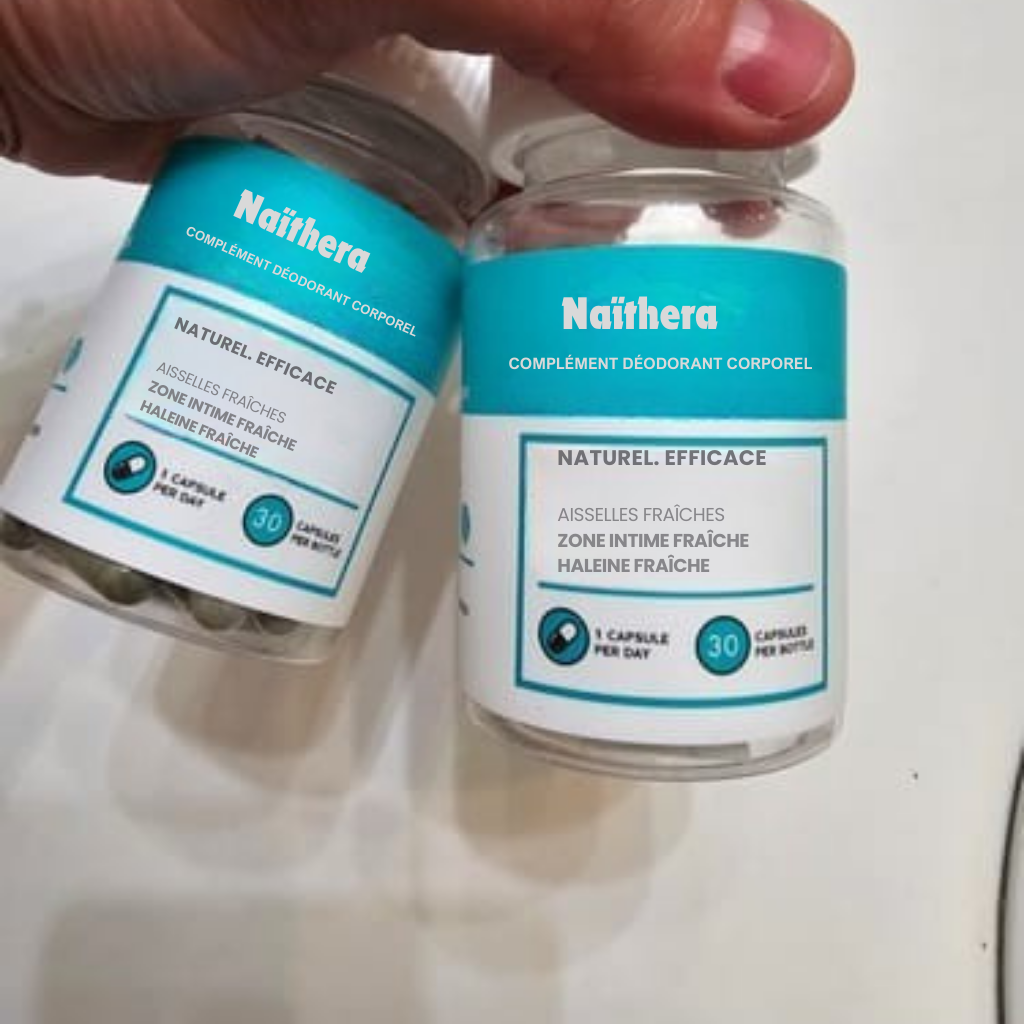 Naïthera
COMPLÉMENT DÉODORANT CORPOREL
NATUREL. EFFICACE
AISSELLES FRAÎCHES
ZONE INTIME FRAÎCHE
HALEINE FRAÎCHE
1 CAPSULE
PER DAY
30
CAPSULES
PER BOTTLE
Naïthera
COMPLÉMENT DÉODORANT CORPOREL
NATUREL. EFFICACE
AISSELLES FRAÎCHES
ZONE INTIME FRAÎCHE
HALEINE FRAÎCHE
1 CAPSULE
PER DAY
30
CAPSULES
PER BOTTLE